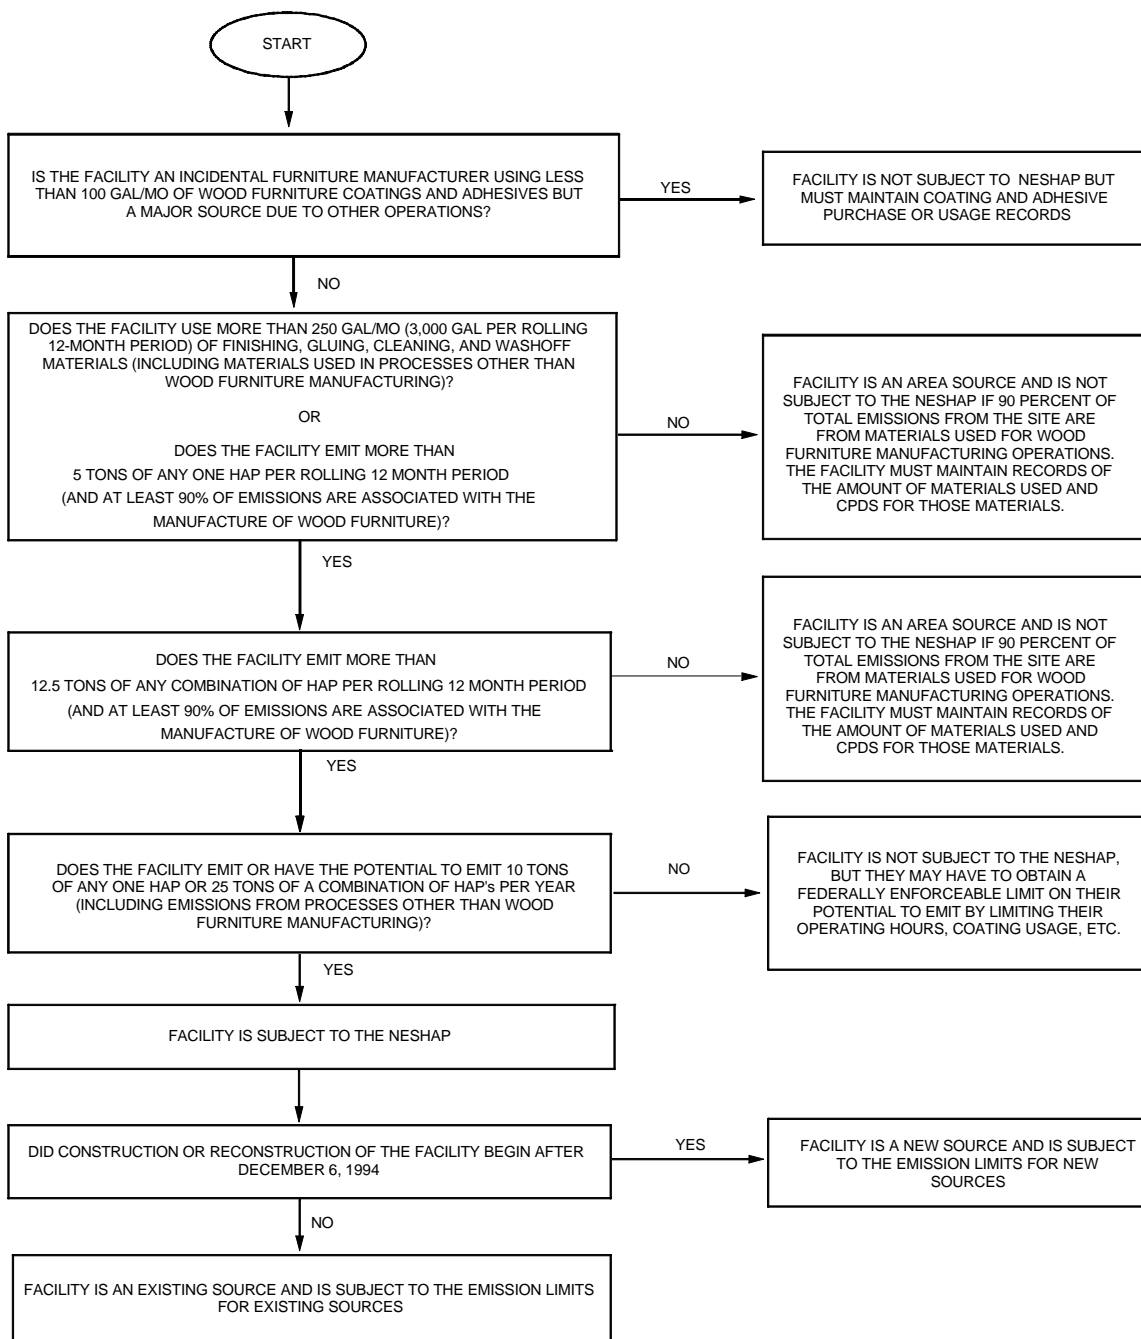 START
IS THE FACILITY AN INCIDENTAL FURNITURE MANUFACTURER USING LESS
THAN 100 GAL/MO OF WOOD FURNITURE COATINGS AND ADHESIVES BUT
A MAJOR SOURCE DUE TO OTHER OPERATIONS?
YES
FACILITY IS NOT SUBJECT TO NESHAP BUT
MUST MAINTAIN COATING AND ADHESIVE
PURCHASE OR USAGE RECORDS
NO
DOES THE FACILITY USE MORE THAN 250 GAL/MO (3,000 GAL PER ROLLING
12-MONTH PERIOD) OF FINISHING, GLUING, CLEANING, AND WASHOFF
MATERIALS (INCLUDING MATERIALS USED IN PROCESSES OTHER THAN
WOOD FURNITURE MANUFACTURING)?
OR
DOES THE FACILITY EMIT MORE THAN
5 TONS OF ANY ONE HAP PER ROLLING 12 MONTH PERIOD
(AND AT LEAST 90% OF EMISSIONS ARE ASSOCIATED WITH THE
MANUFACTURE OF WOOD FURNITURE)?
NO
FACILITY IS AN AREA SOURCE AND IS NOT
SUBJECT TO THE NESHAP IF 90 PERCENT OF
TOTAL EMISSIONS FROM THE SITE ARE
FROM MATERIALS USED FOR WOOD
FURNITURE MANUFACTURING OPERATIONS.
THE FACILITY MUST MAINTAIN RECORDS OF
THE AMOUNT OF MATERIALS USED AND
CPDS FOR THOSE MATERIALS.
YES
DOES THE FACILITY EMIT MORE THAN
12.5 TONS OF ANY COMBINATION OF HAP PER ROLLING 12 MONTH PERIOD
(AND AT LEAST 90% OF EMISSIONS ARE ASSOCIATED WITH THE
MANUFACTURE OF WOOD FURNITURE)?
NO
FACILITY IS AN AREA SOURCE AND IS NOT
SUBJECT TO THE NESHAP IF 90 PERCENT OF
TOTAL EMISSIONS FROM THE SITE ARE
FROM MATERIALS USED FOR WOOD
FURNITURE MANUFACTURING OPERATIONS.
THE FACILITY MUST MAINTAIN RECORDS OF
THE AMOUNT OF MATERIALS USED AND
CPDS FOR THOSE MATERIALS.
YES
DOES THE FACILITY EMIT OR HAVE THE POTENTIAL TO EMIT 10 TONS
OF ANY ONE HAP OR 25 TONS OF A COMBINATION OF HAP's PER YEAR
(INCLUDING EMISSIONS FROM PROCESSES OTHER THAN WOOD
FURNITURE MANUFACTURING)?
NO
FACILITY IS NOT SUBJECT TO THE NESHAP,
BUT THEY MAY HAVE TO OBTAIN A
FEDERALLY ENFORCEABLE LIMIT ON THEIR
POTENTIAL TO EMIT BY LIMITING THEIR
OPERATING HOURS, COATING USAGE, ETC.
YES
FACILITY IS SUBJECT TO THE NESHAP
DID CONSTRUCTION OR RECONSTRUCTION OF THE FACILITY BEGIN AFTER
DECEMBER 6, 1994
YES
FACILITY IS A NEW SOURCE AND IS SUBJECT
TO THE EMISSION LIMITS FOR NEW
SOURCES
NO
FACILITY IS AN EXISTING SOURCE AND IS SUBJECT TO THE EMISSION LIMITS
FOR EXISTING SOURCES